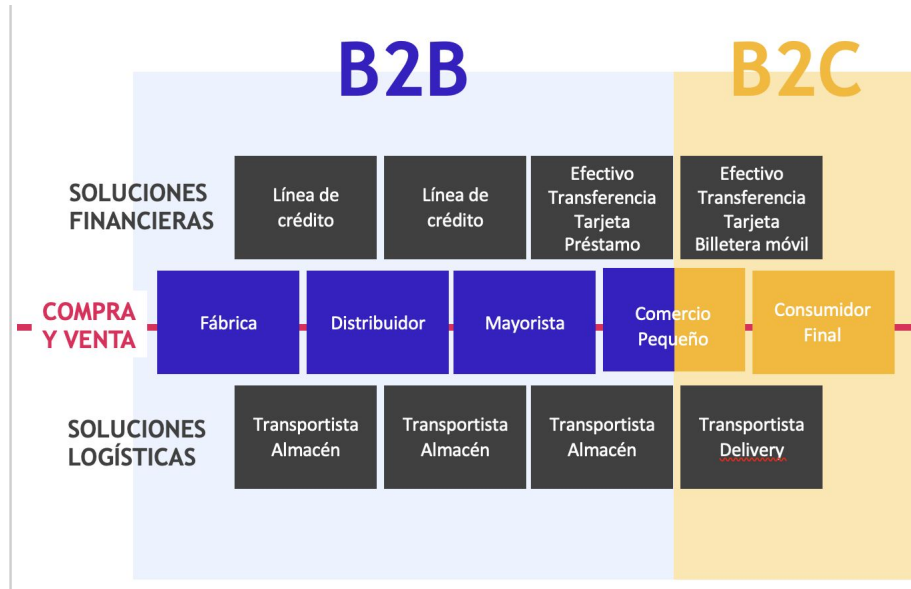 B2B
B2C
SOLUCIONES
FINANCIERAS
Línea de
crédito
Línea de
crédito
Efectivo
Transferencia
Tarjeta
Préstamo
Efectivo
Transferencia
Tarjeta
Billetera móvil
COMPRA
Y VENTA
Fábrica
Distribuidor
Mayorista
Comercio
Pequeño
Consumidor
Final
SOLUCIONES
LOGÍSTICAS
Transportista
Almacén
Transportista
Almacén
Transportista
Almacén
Transportista
Delivery